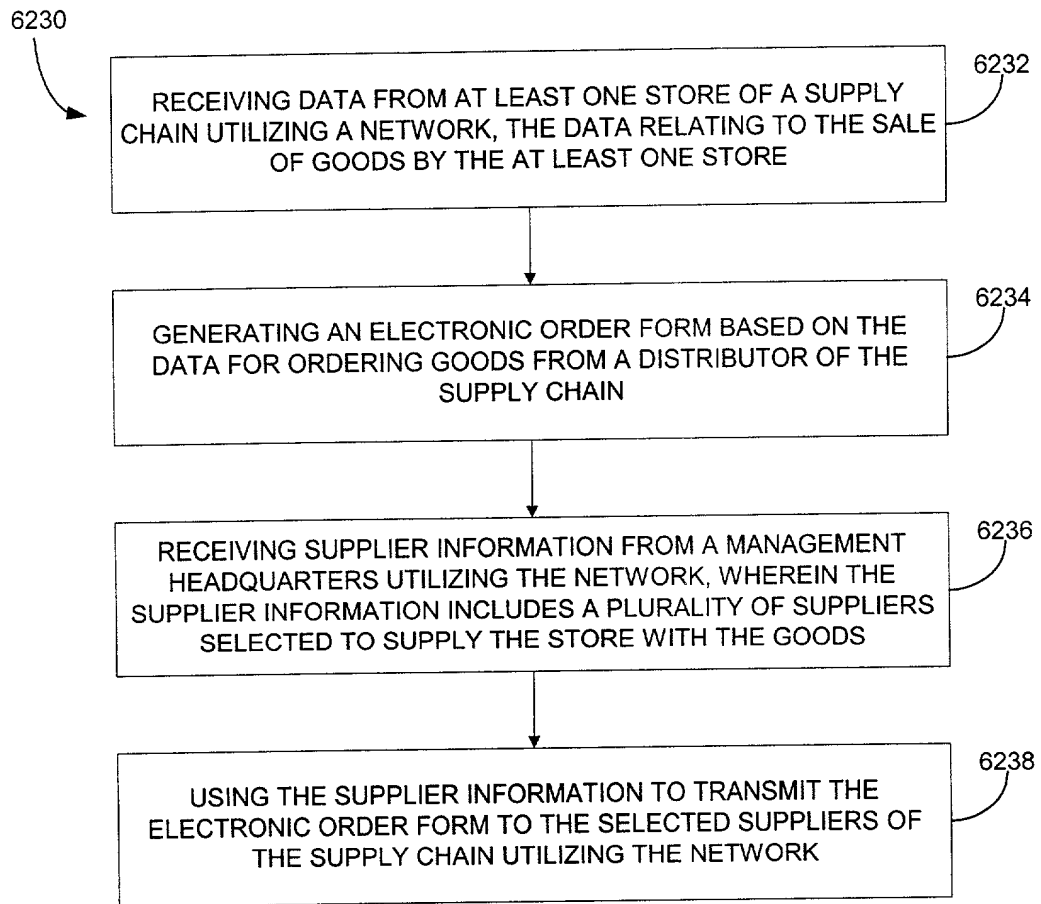 6230
6232
RECEIVING DATA FROM AT LEAST ONE STORE OF A SUPPLY
CHAIN UTILIZING A NETWORK, THE DATA RELATING TO THE SALE
OF GOODS BY THE AT LEAST ONE STORE
6234
GENERATING AN ELECTRONIC ORDER FORM BASED ON THE
DATA FOR ORDERING GOODS FROM A DISTRIBUTOR OF THE
SUPPLY CHAIN
6236
RECEIVING SUPPLIER INFORMATION FROM A MANAGEMENT
HEADQUARTERS UTILIZING THE NETWORK, WHEREIN THE
SUPPLIER INFORMATION INCLUDES A PLURALITY OF SUPPLIERS
SELECTED TO SUPPLY THE STORE WITH THE GOODS
6238
USING THE SUPPLIER INFORMATION TO TRANSMIT THE
ELECTRONIC ORDER FORM TO THE SELECTED SUPPLIERS OF
THE SUPPLY CHAIN UTILIZING THE NETWORK